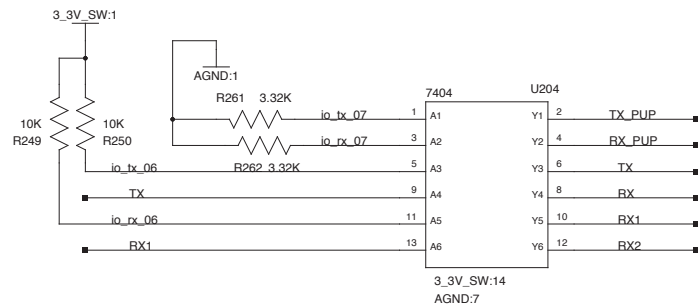 3_3V_SW:1
AGND:1
7404 U204
R261 3.32K io_tx_07 1 A1 Y1 2 TX_PUP
10K 10K io_rx_07 3 A2 Y2 4 RX_PUP
R249 R250
R262 3.32K
io_tx_06 5 A3 Y3 6 TX
TX 9 A4 Y4 8 RX
io_rx_06 11 A5 Y5 10 RX1
RX1 13 A6 Y6 12 RX2
3_3V_SW:14
AGND:7